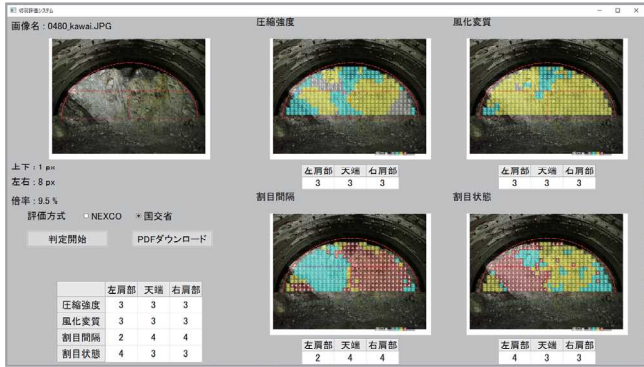 切羽評価システム
画像名 : 0480_kawai.JPG
上下 : 1 px
左右 : 8 px
倍率 : 9.5 %
評価方式 NEXCO 国交省
判定開始 PDFダウンロード
左肩部 天端 右肩部
圧縮強度 3 3 3
風化変質 3 3 3
割目間隔 2 4 4
割目状態 4 3 3
圧縮強度
左肩部 天端 右肩部
3 3 3
風化変質
左肩部 天端 右肩部
3 3 3
割目間隔
左肩部 天端 右肩部
2 4 4
割目状態
左肩部 天端 右肩部
4 3 3